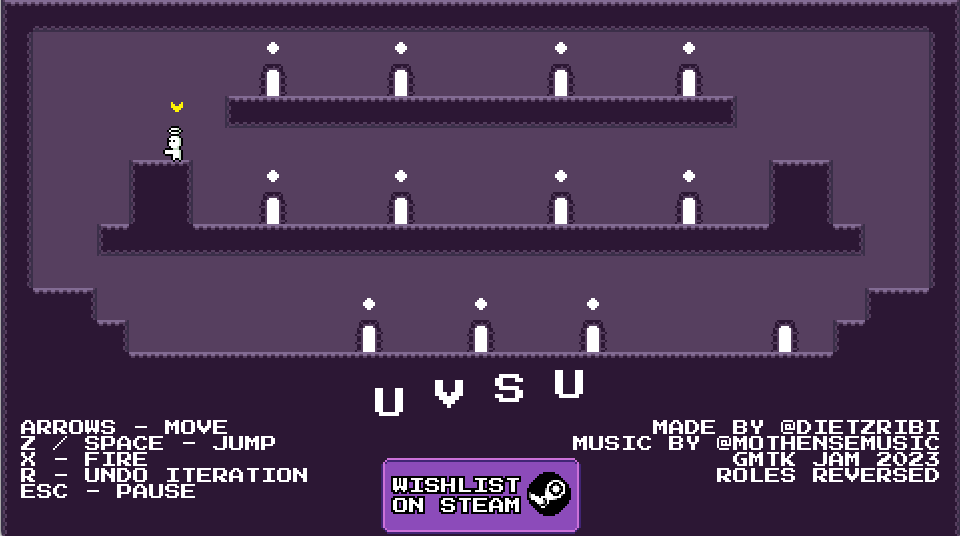 U V S U
ARROWS - MOVE
Z / SPACE - JUMP
X - FIRE
R - UNDO ITERATION
ESC - PAUSE
WISHLIST
ON STEAM
MADE BY @DIETZRIBI
MUSIC BY @MOTHENSEMUSIC
GMTK JAM 2023
ROLES REVERSED